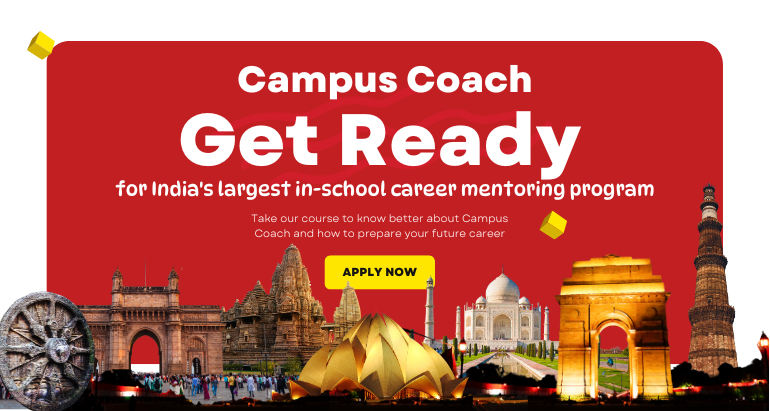 Campus Coach
Get Ready
for India's largest in-school career mentoring program
Take our course to know better about Campus
Coach and how to prepare your future career
APPLY NOW